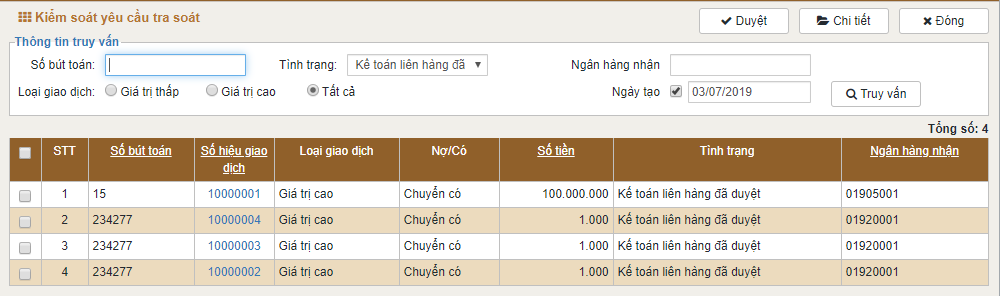 Kiểm soát yêu cầu tra soát
Duyệt Chi tiết Đóng
Thông tin truy vấn
Số bút toán: Tình trạng: Kế toán liên hàng đã Ngân hàng nhận
Loại giao dịch: Giá trị thấp Giá trị cao Tất cả Ngày tạo 03/07/2019 Truy vấn
Tổng số: 4
STT Số bút toán Số hiệu giao dịch Loại giao dịch Nợ/Có Số tiền Tình trạng Ngân hàng nhận
1 15 10000001 Giá trị cao Chuyển có 100.000.000 Kế toán liên hàng đã duyệt 01905001
2 234277 10000004 Giá trị cao Chuyển có 1.000 Kế toán liên hàng đã duyệt 01920001
3 234277 10000003 Giá trị cao Chuyển có 1.000 Kế toán liên hàng đã duyệt 01920001
4 234277 10000002 Giá trị cao Chuyển có 1.000 Kế toán liên hàng đã duyệt 01920001